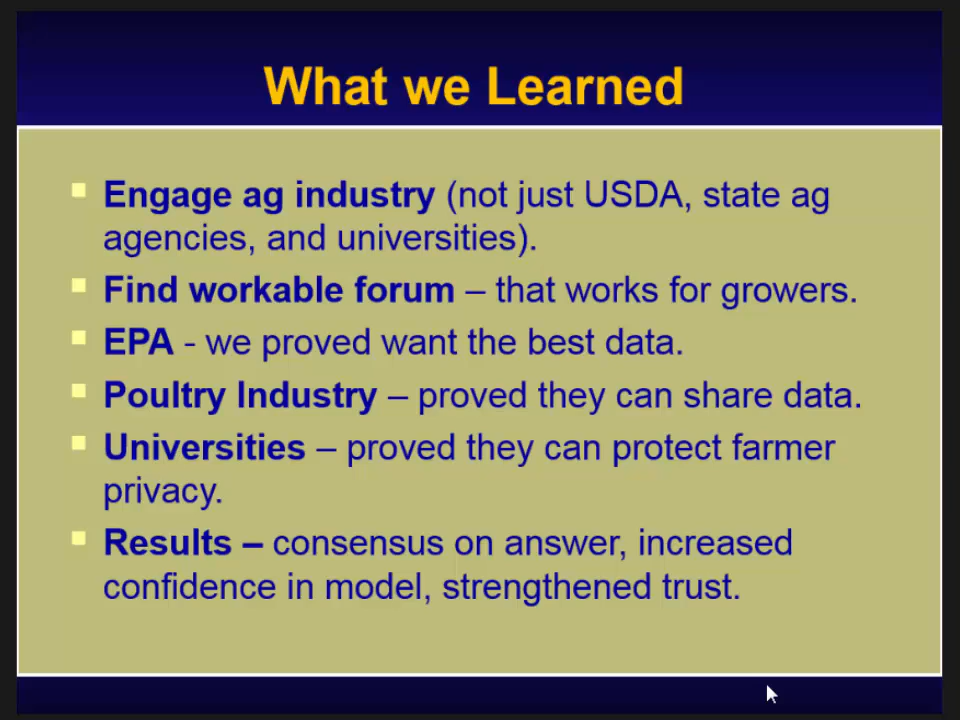 What we Learned
Engage ag industry (not just USDA, state ag
agencies, and universities).
Find workable forum – that works for growers.
EPA - we proved want the best data.
Poultry Industry – proved they can share data.
Universities – proved they can protect farmer
privacy.
Results – consensus on answer, increased
confidence in model, strengthened trust.